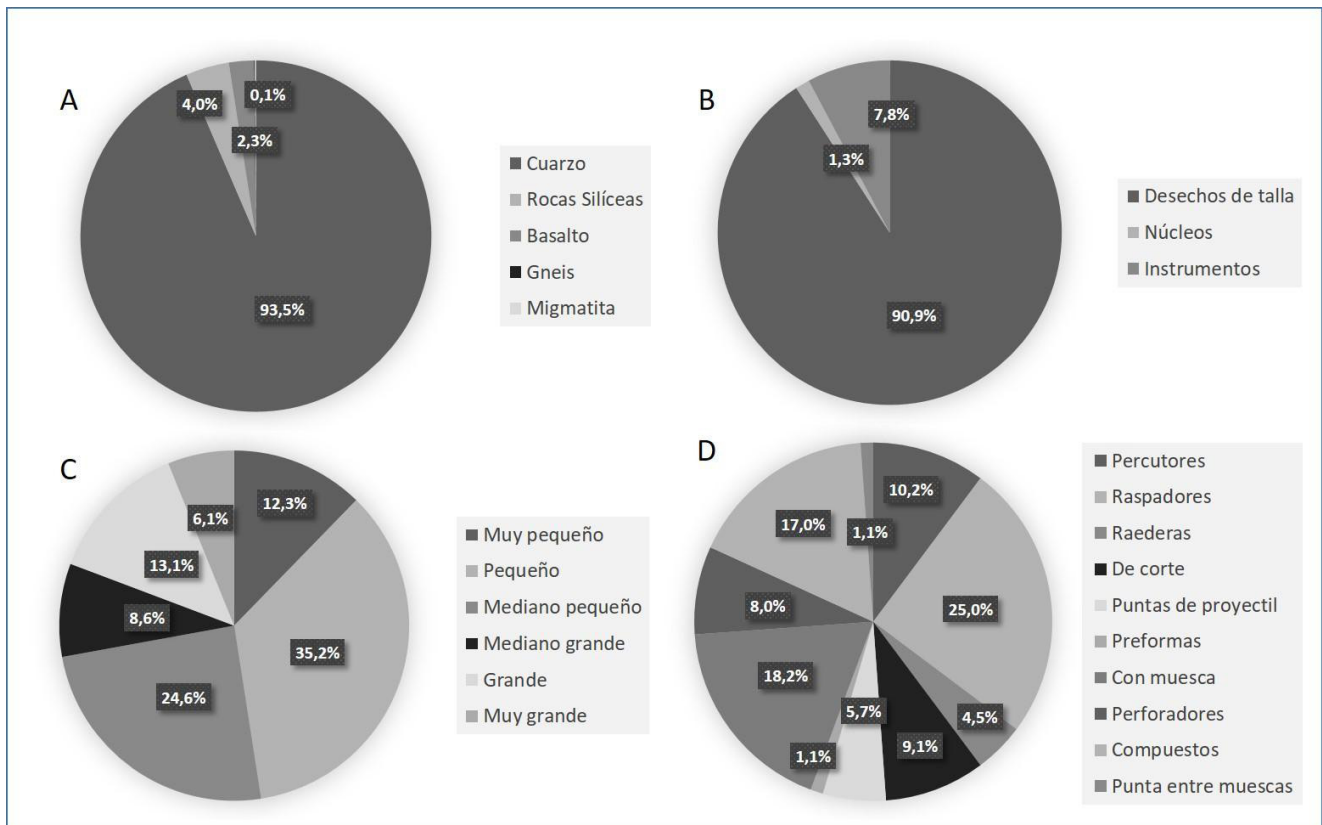 A
4,0%
0,1%
2,3%
93,5%
Cuarzo
Rocas Silíceas
Basalto
Gneis
Migmatita
B
7,8%
1,3%
90,9%
Desechos de talla
Núcleos
Instrumentos
C
6,1%
12,3%
13,1%
8,6%
35,2%
24,6%
Muy pequeño
Pequeño
Mediano pequeño
Mediano grande
Grande
Muy grande
D
10,2%
17,0%
1,1%
25,0%
8,0%
18,2%
5,7%
4,5%
1,1%
9,1%
Percutores
Raspadores
Raederas
De corte
Puntas de proyectil
Preformas
Con muesca
Perforadores
Compuestos
Punta entre muescas